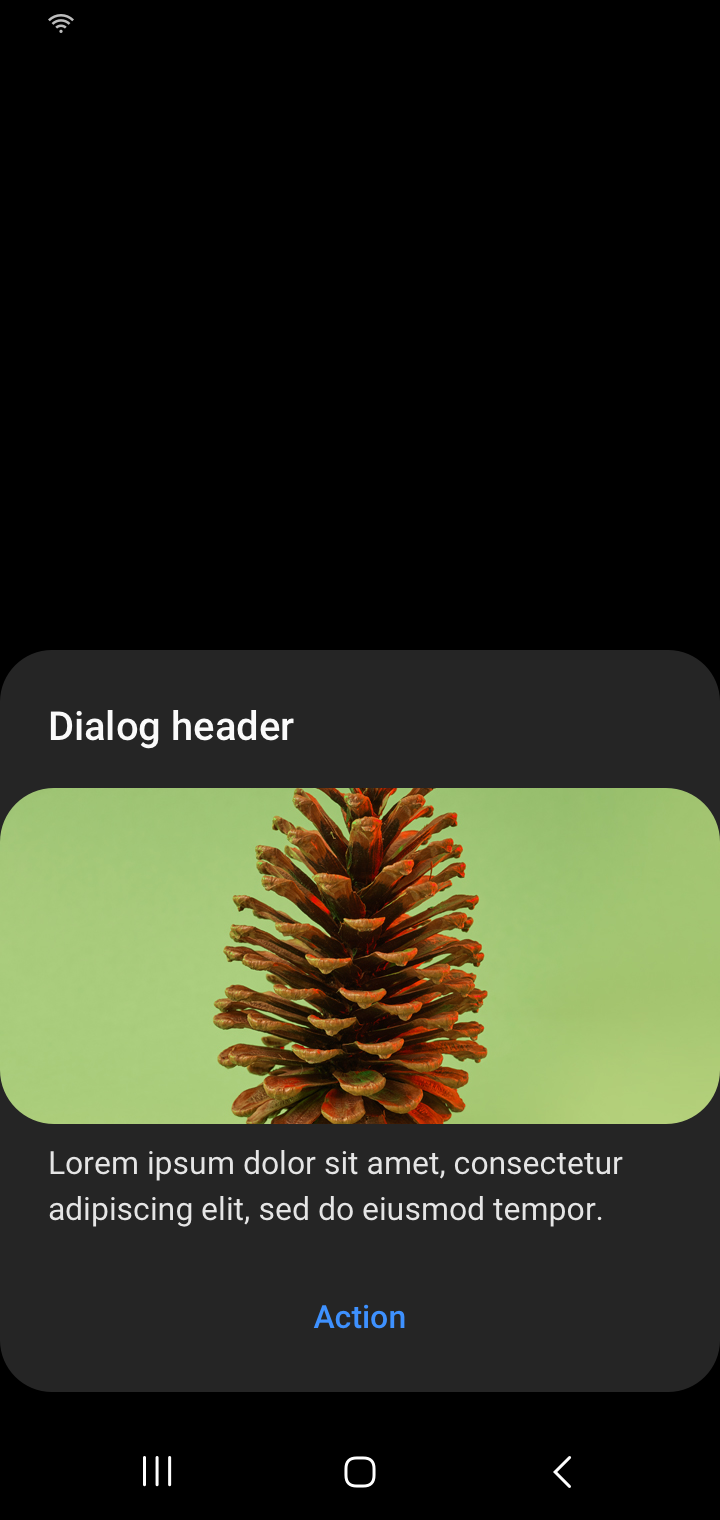 Dialog header
Lorem ipsum dolor sit amet, consectetur
adipiscing elit, sed do eiusmod tempor.
Action